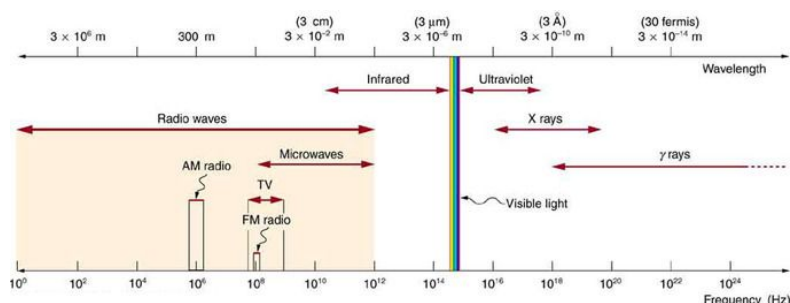 (3 cm) (3 μm) (3 Å) (30 fermis)
3 × 10⁶ m 300 m 3 × 10⁻² m 3 × 10⁻⁶ m 3 × 10⁻¹⁰ m 3 × 10⁻¹⁴ m
Wavelength
Infrared Ultraviolet
Radio waves X rays
Microwaves γ rays
AM radio
TV
FM radio Visible light
10⁰ 10² 10⁴ 10⁶ 10⁸ 10¹⁰ 10¹² 10¹⁴ 10¹⁶ 10¹⁸ 10²⁰ 10²² 10²⁴
Frequency (Hz)